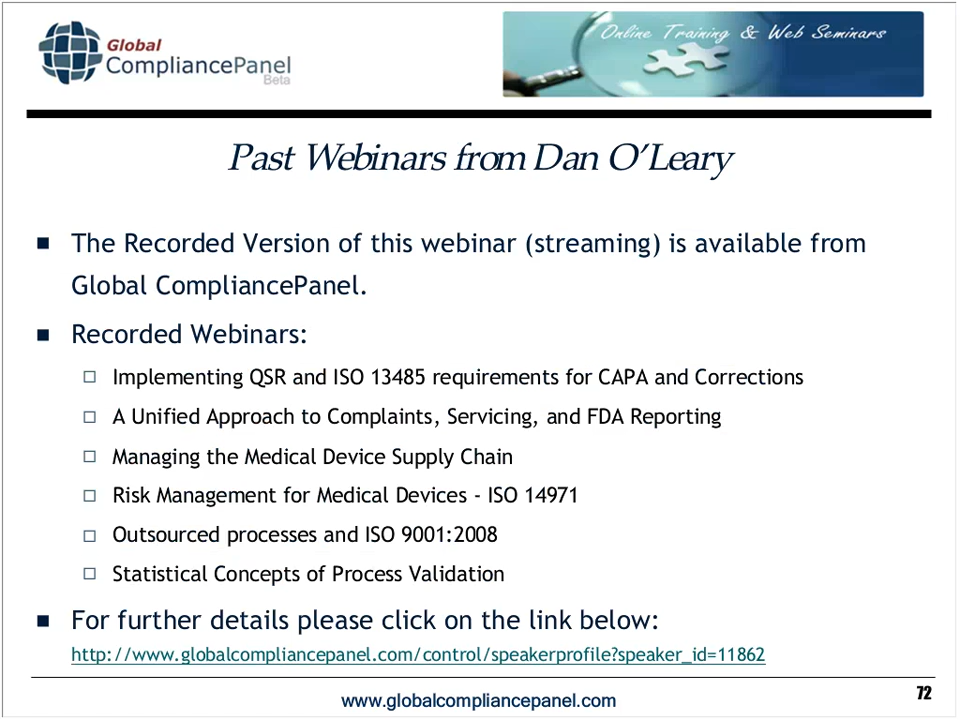 Global
CompliancePanel
Beta
Online Training & Web Seminars
Past Webinars from Dan O'Leary
The Recorded Version of this webinar (streaming) is available from
Global CompliancePanel.
Recorded Webinars:
Implementing QSR and ISO 13485 requirements for CAPA and Corrections
A Unified Approach to Complaints, Servicing, and FDA Reporting
Managing the Medical Device Supply Chain
Risk Management for Medical Devices - ISO 14971
Outsourced processes and ISO 9001:2008
Statistical Concepts of Process Validation
For further details please click on the link below:
http://www.globalcompliancepanel.com/control/speakerprofile?speaker_id=11862
www.globalcompliancepanel.com
72